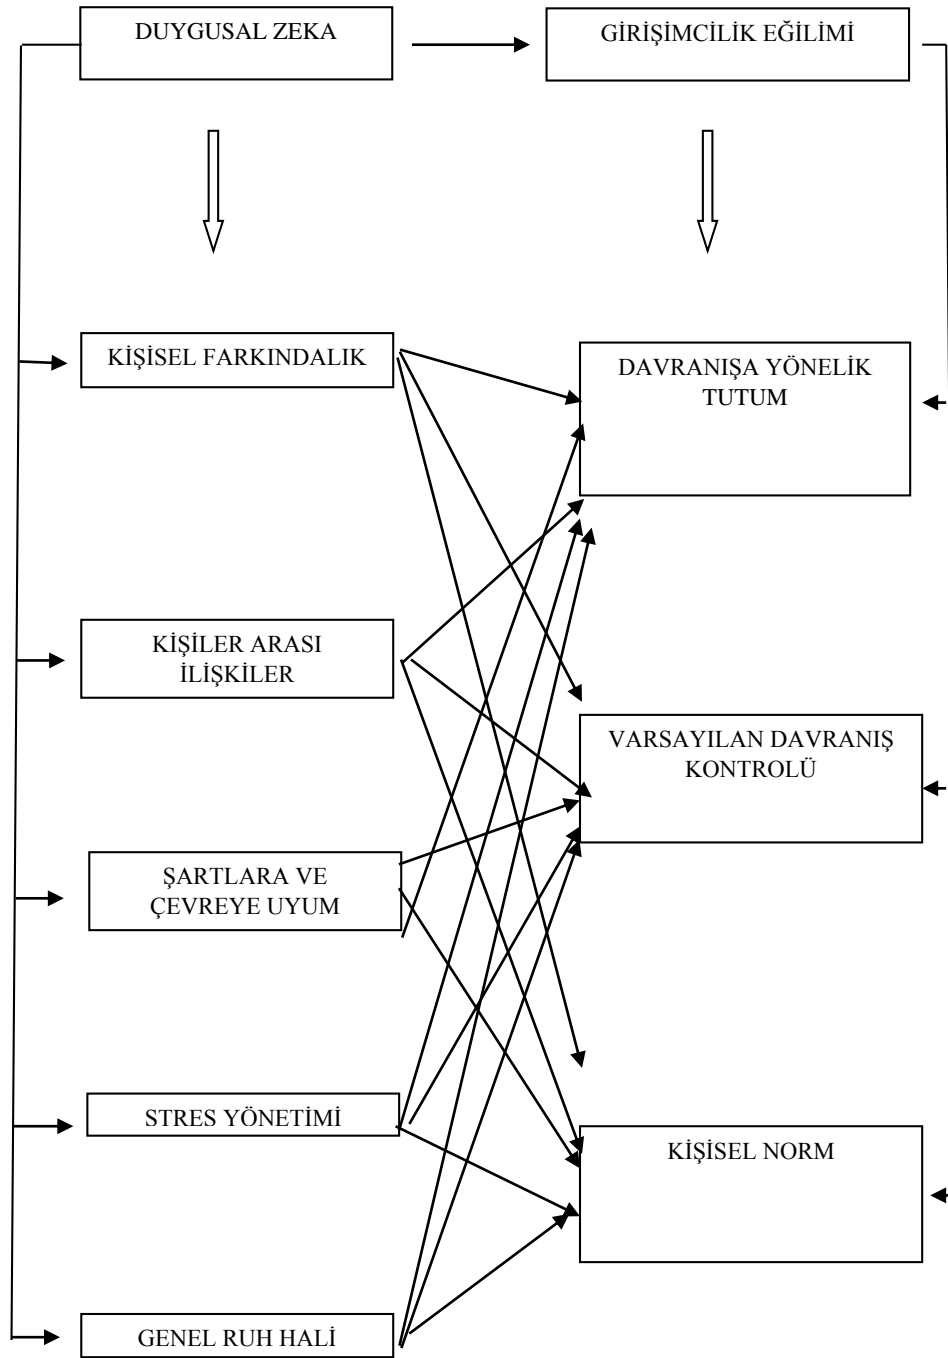 DUYGUSAL ZEKA
GİRİŞİMCİLİK EĞİLİMİ
KİŞİSEL FARKINDALIK
DAVRANIŞA YÖNELİK
TUTUM
KİŞİLER ARASI
İLİŞKİLER
VARSAYILAN DAVRANIŞ
KONTROLÜ
ŞARTLARA VE
ÇEVREYE UYUM
STRES YÖNETİMİ
KİŞİSEL NORM
GENEL RUH HALİ